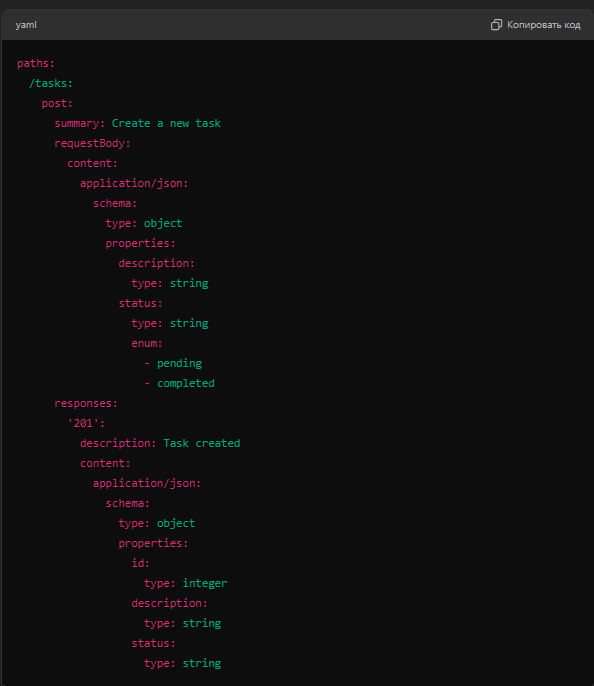 yaml
Копировать код
paths:
  /tasks:
    post:
      summary: Create a new task
      requestBody:
        content:
          application/json:
            schema:
              type: object
              properties:
                description:
                  type: string
                status:
                  type: string
                  enum:
                    - pending
                    - completed
      responses:
        '201':
          description: Task created
          content:
            application/json:
              schema:
                type: object
                properties:
                  id:
                    type: integer
                  description:
                    type: string
                  status:
                    type: string